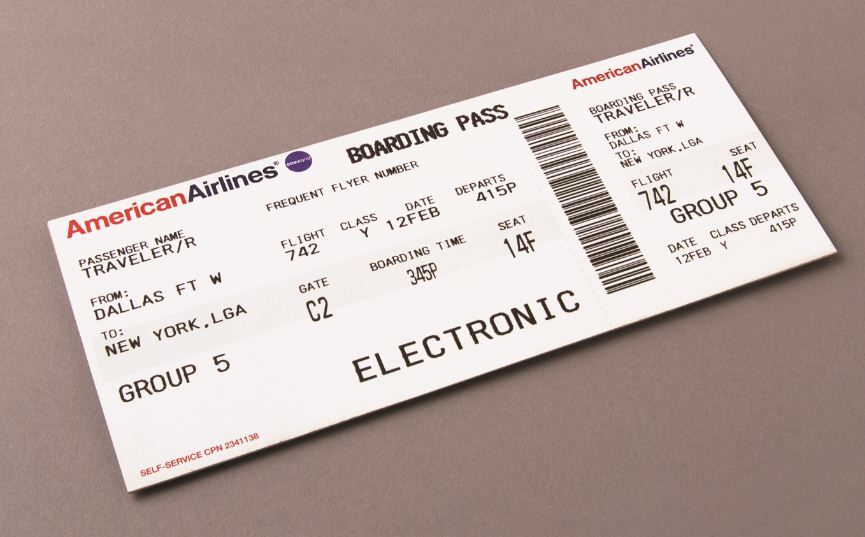 AmericanAirlines® oneworld
BOARDING PASS
PASSENGER NAME
TRAVELER/R
FREQUENT FLYER NUMBER
FLIGHT CLASS DATE DEPARTS
742 Y 12FEB 415P
FROM:
DALLAS FT W
GATE BOARDING TIME SEAT
C2 345P 14F
TO:
NEW YORK,LGA
GROUP 5
ELECTRONIC
SELF-SERVICE CPN 2341138
AmericanAirlines®
BOARDING PASS
TRAVELER/R
FROM:
DALLAS FT W
TO:
NEW YORK,LGA
FLIGHT SEAT
742 14F
GROUP 5
DATE CLASS DEPARTS
12FEB Y 415P